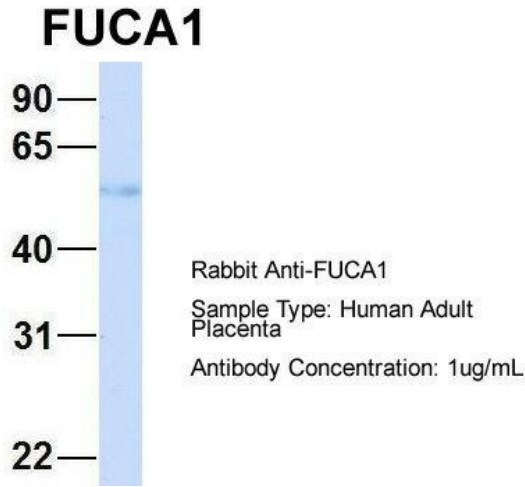 FUCA1
90
65
40
Rabbit Anti-FUCA1
Sample Type: Human Adult
Placenta
31
Antibody Concentration: 1ug/mL
22